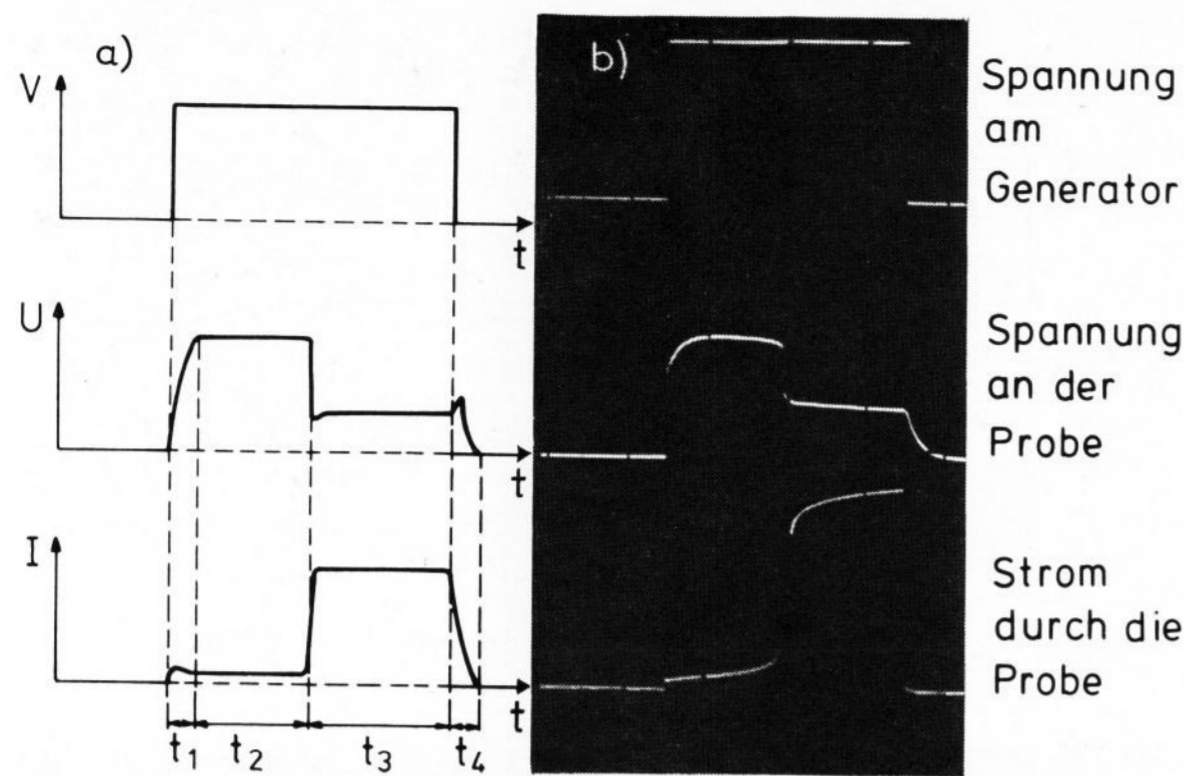 a)
V
t
U
t
I
t
t₁ t₂ t₃ t₄
b)
Spannung
am
Generator
Spannung
an der
Probe
Strom
durch die
Probe